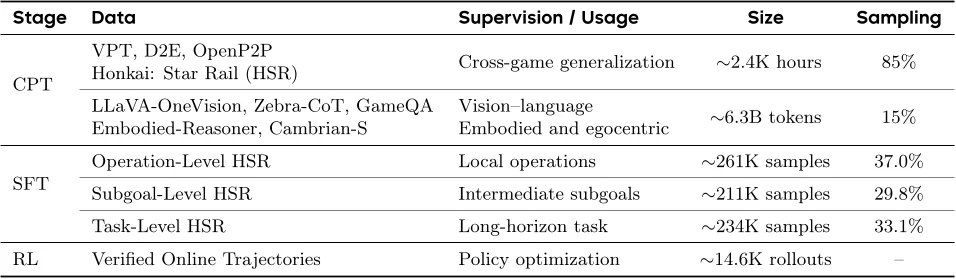 Stage Data Supervision / Usage Size Sampling
CPT
VPT, D2E, OpenP2P
Honkai: Star Rail (HSR)
Cross-game generalization ∼2.4K hours 85%
LLaVA-OneVision, Zebra-CoT, GameQA
Embodied-Reasoner, Cambrian-S
Vision–language
Embodied and egocentric
∼6.3B tokens 15%
SFT
Operation-Level HSR Local operations ∼261K samples 37.0%
Subgoal-Level HSR Intermediate subgoals ∼211K samples 29.8%
Task-Level HSR Long-horizon task ∼234K samples 33.1%
RL Verified Online Trajectories Policy optimization ∼14.6K rollouts –